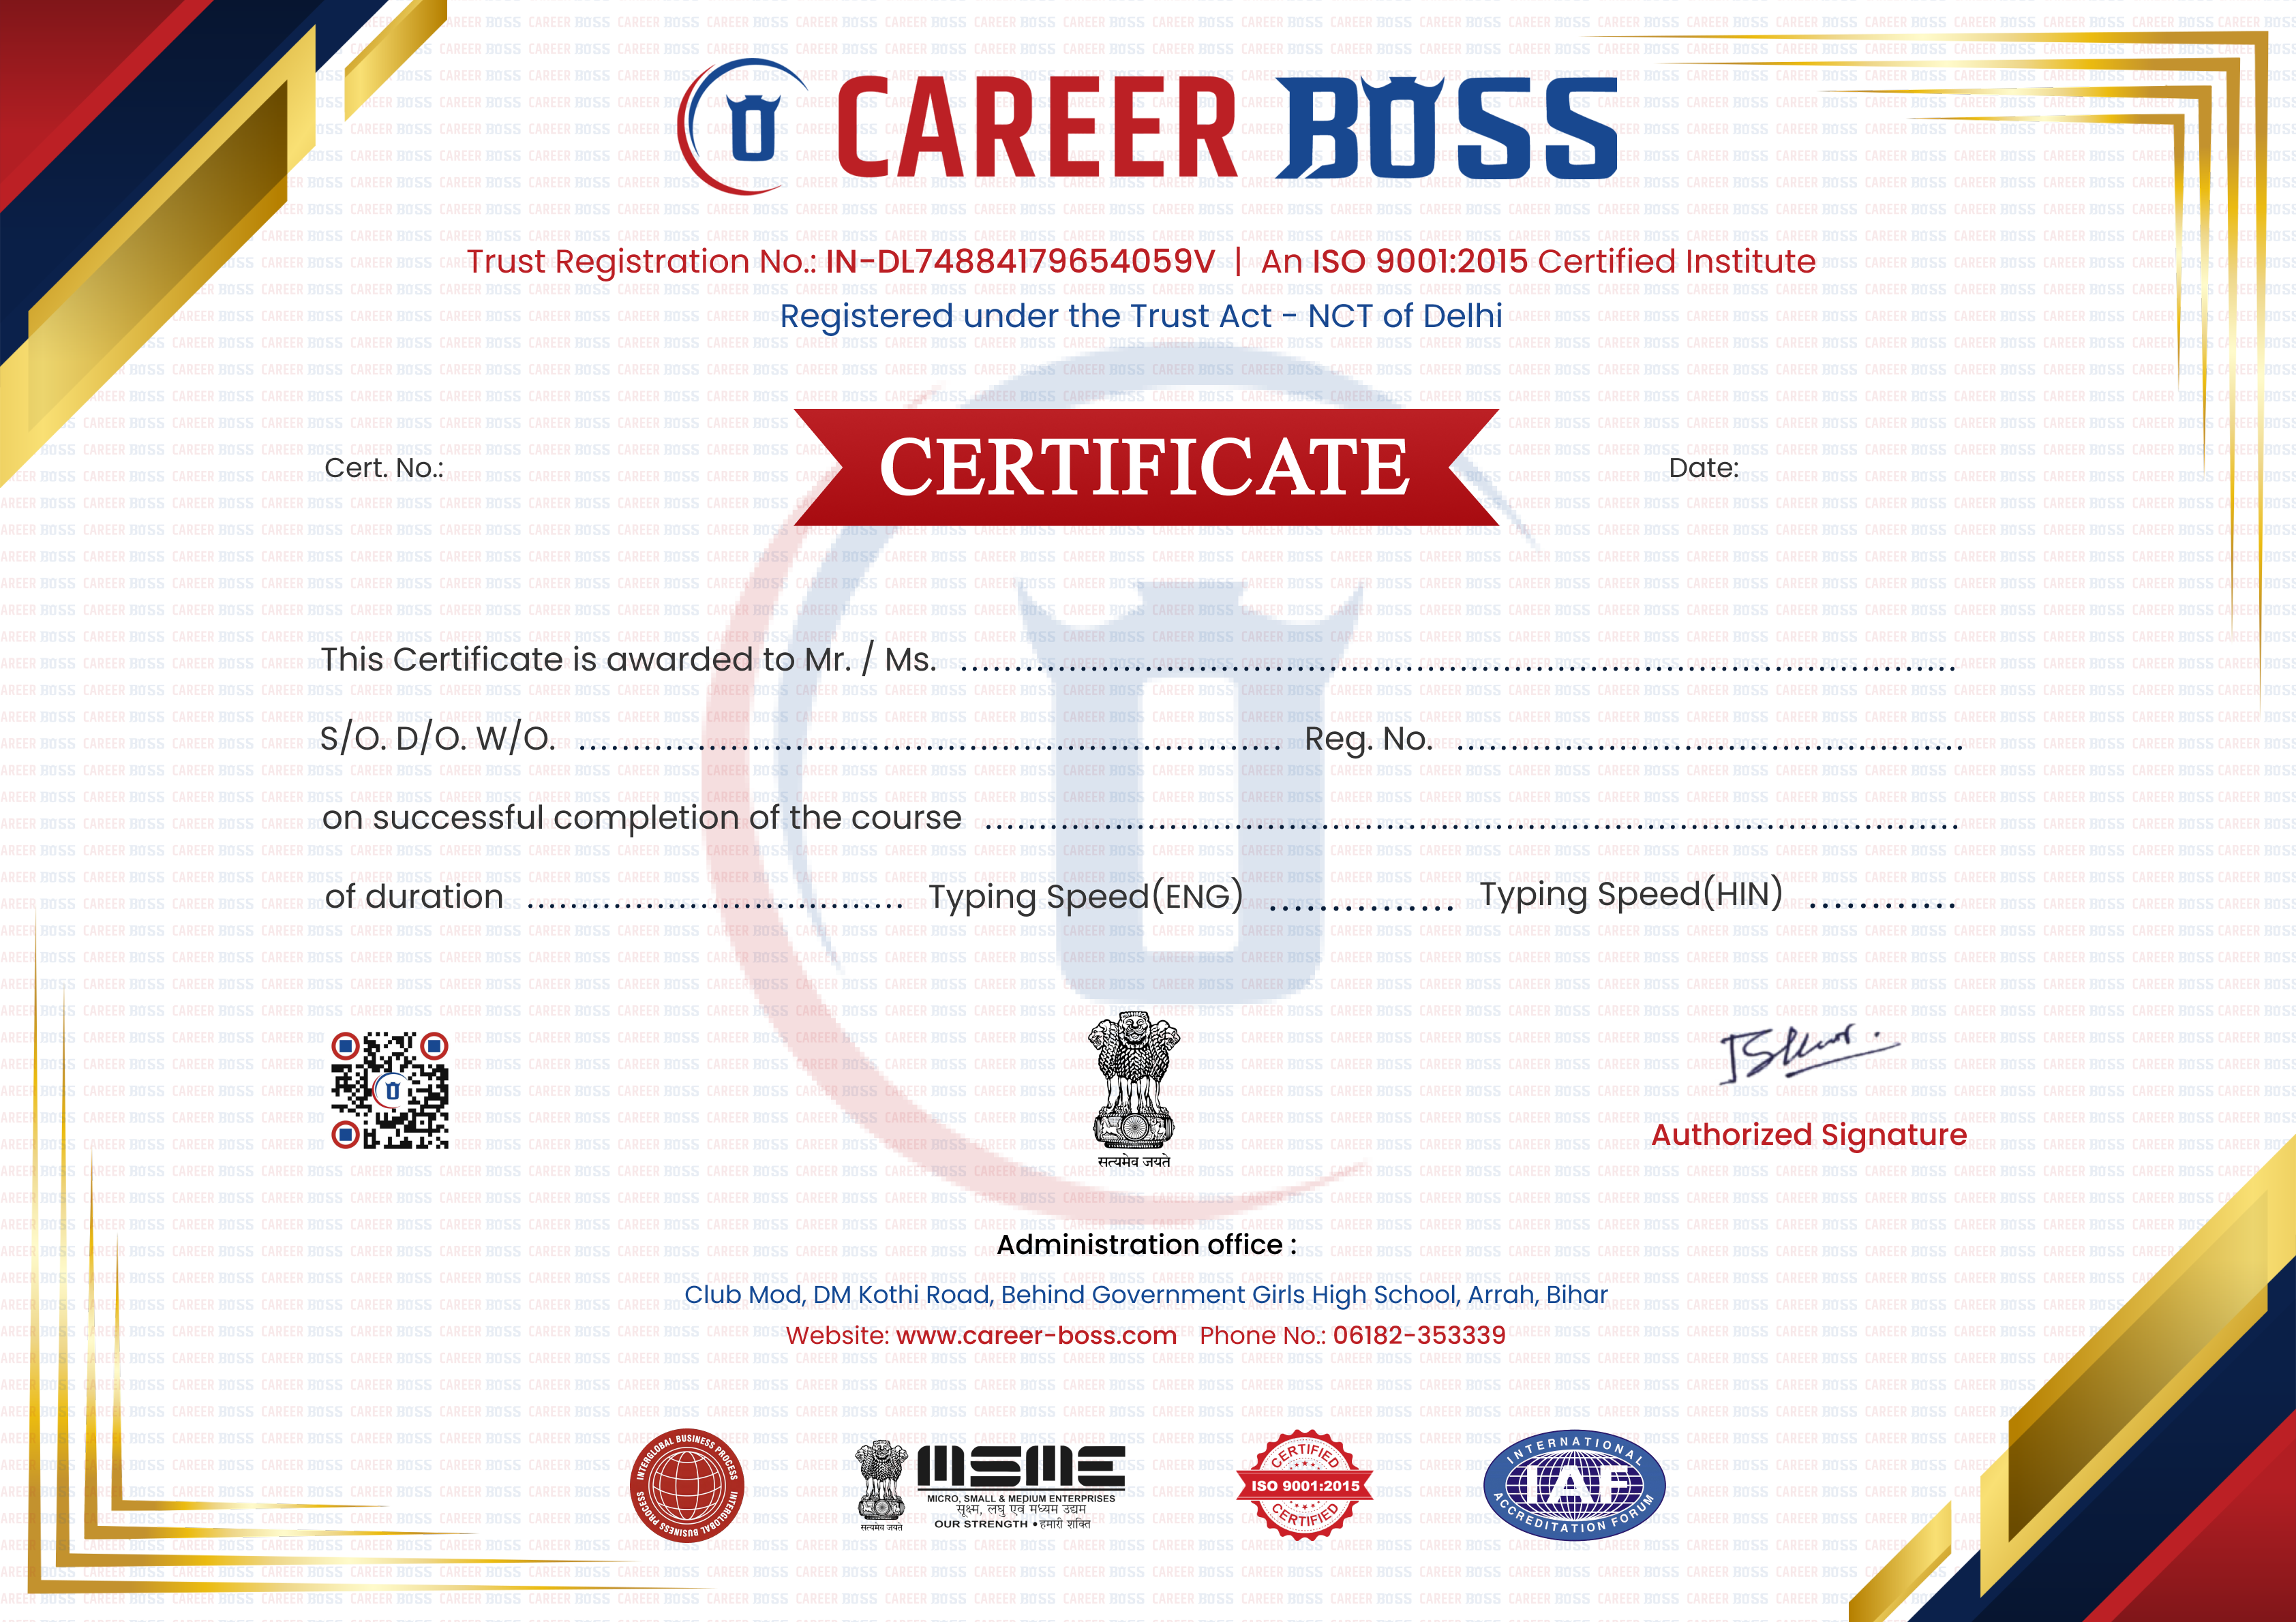 CAREER BOSS
Trust Registration No.: IN-DL74884179654059V | An ISO 9001:2015 Certified Institute
Registered under the Trust Act - NCT of Delhi
Cert. No.:
CERTIFICATE
Date:
This Certificate is awarded to Mr. / Ms. ................................
S/O. D/O. W/O. ................................ Reg. No. ................................
on successful completion of the course ................................
of duration ................................ Typing Speed(ENG) ............... Typing Speed(HIN) ............
सत्यमेव जयते
Authorized Signature
Administration office :
Club Mod, DM Kothi Road, Behind Government Girls High School, Arrah, Bihar
Website: www.career-boss.com Phone No.: 06182-353339
INTERGLOBAL BUSINESS PROCESS INTERGLOBAL BUSINESS PROCESS
सत्यमेव जयते
MSME
MICRO, SMALL & MEDIUM ENTERPRISES
सूक्ष्म, लघु एवं मध्यम उद्यम
OUR STRENGTH • हमारी शक्ति
CERTIFIED
ISO 9001:2015
CERTIFIED
INTERNATIONAL
IAF
ACCREDITATION FORUM